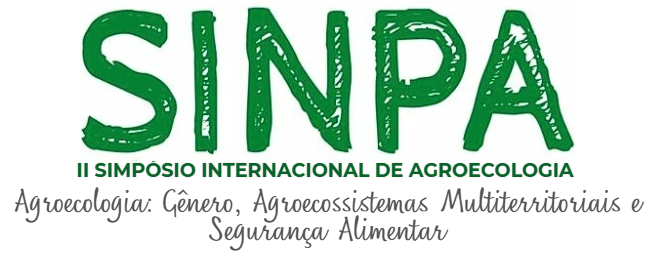 SINPA
II SIMPÓSIO INTERNACIONAL DE AGROECOLOGIA
Agroecologia: Gênero, Agroecossistemas Multiterritoriais e
Segurança Alimentar